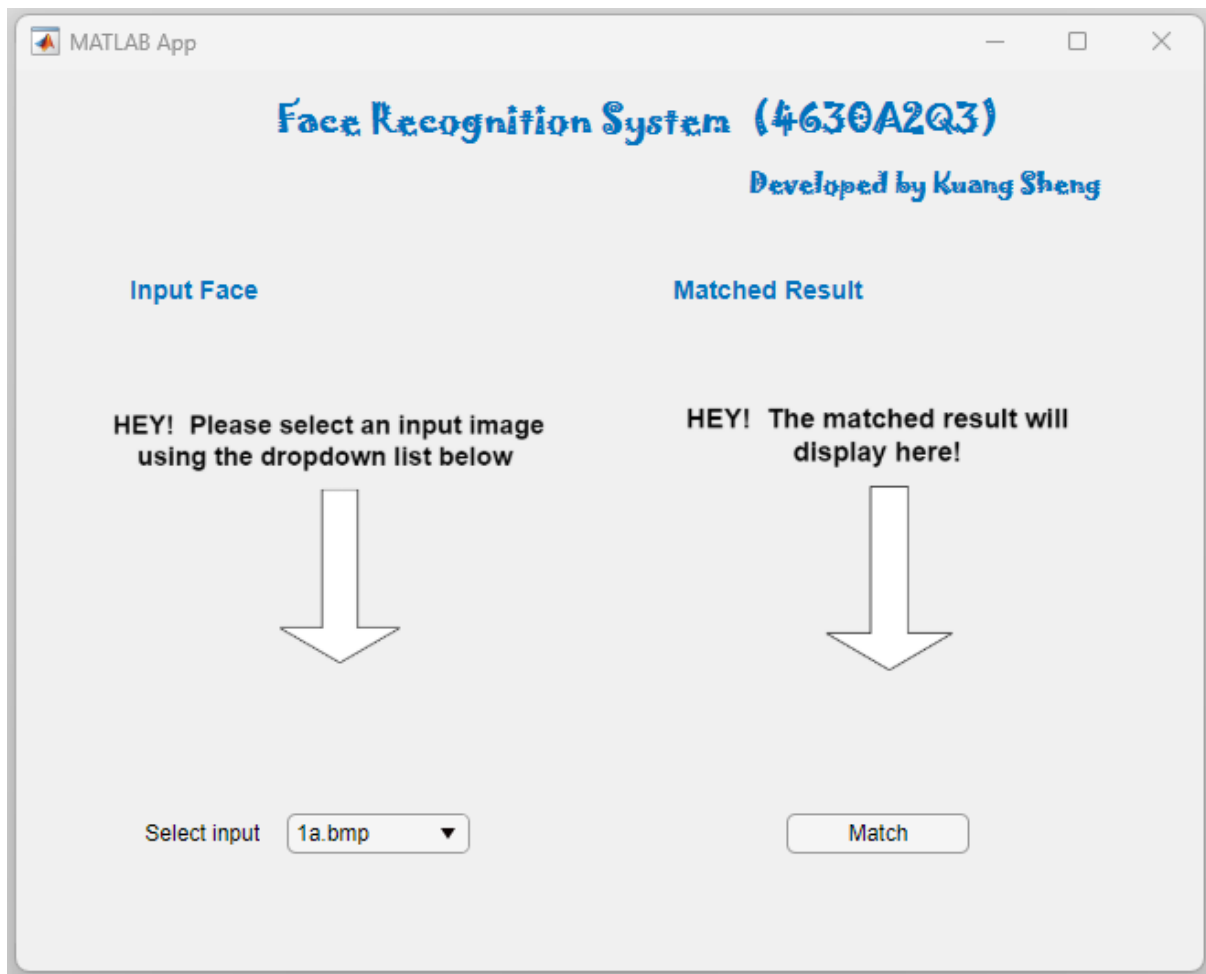 MATLAB App
Face Recognition System (4630A2Q3)
Developed by Kuang Sheng
Input Face
Matched Result
HEY! Please select an input image
using the dropdown list below
HEY! The matched result will
display here!
Select input
1a.bmp
Match